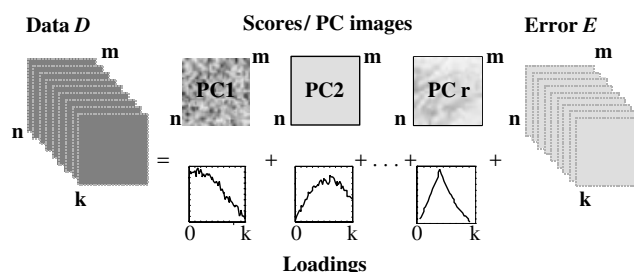 Data D Scores/ PC images Error E
m m m m m
PC1 PC2 PC r
n n n n n
= + + . . . + +
k k
0 k 0 k 0 k
Loadings